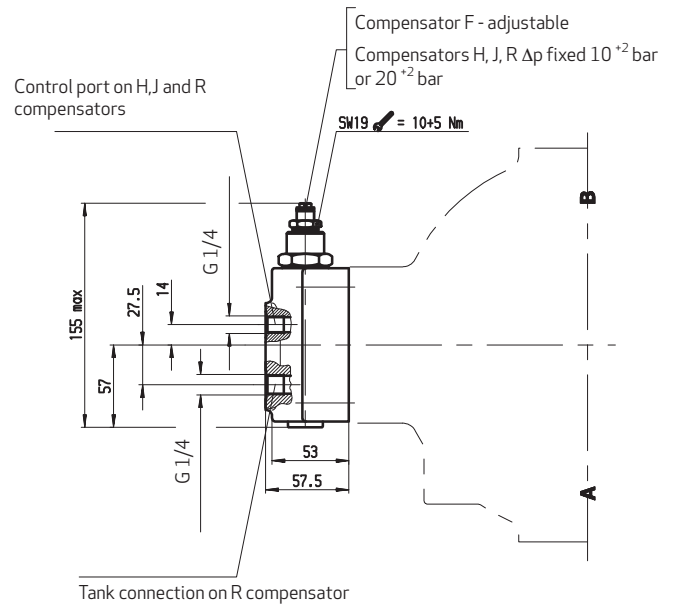 Compensator F - adjustable
Compensators H, J, R Δp fixed 10 +2 bar
or 20 +2 bar
Control port on H,J and R
compensators
SW19 = 10+5 Nm
B
G 1/4
14
27.5
155 max
57
53
G 1/4
57.5
A
Tank connection on R compensator